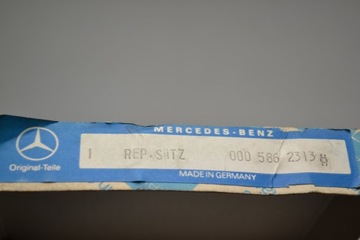 MERCEDES-BENZ
1 REP.SATZ 000 586 2313
Original-Teile
MADE IN GERMANY